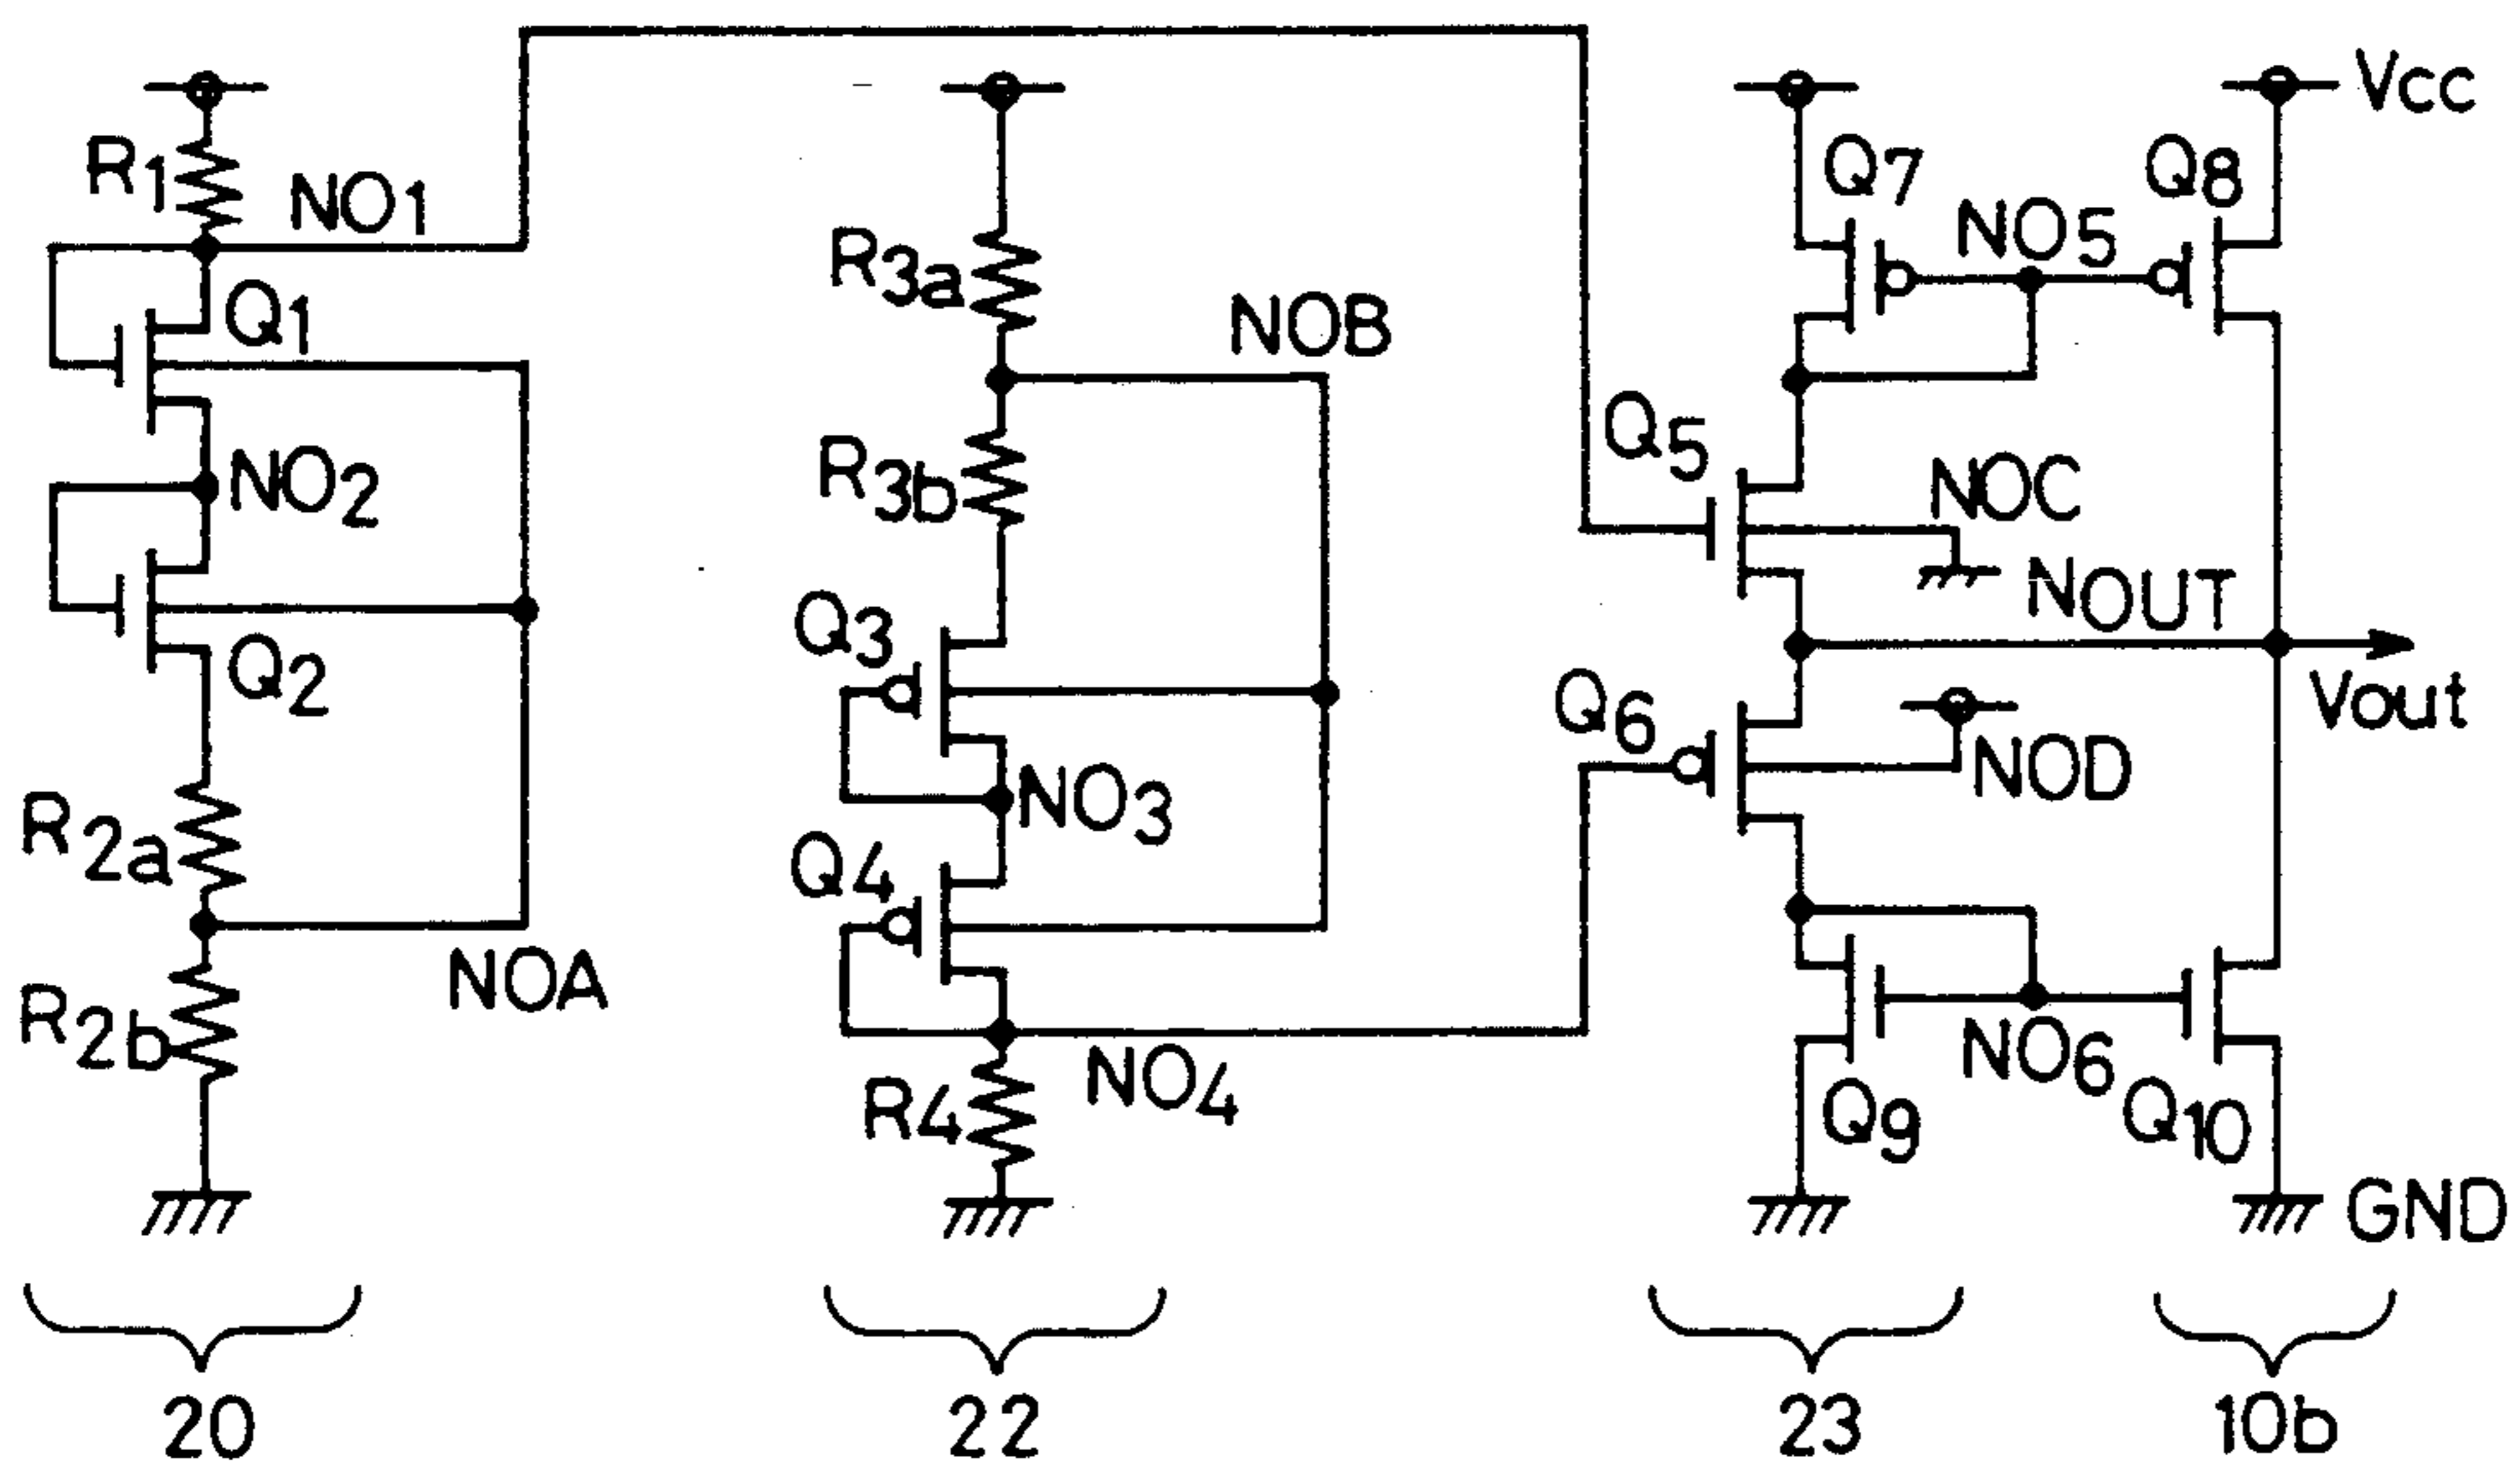 Vcc
R1
NO1
Q7
Q8
NO5
R3a
Q1
NOB
NO2
R3b
Q5
NOC
NOUT
Q3
Q2
Q6
Vout
NOD
NO3
R2a
Q4
NOA
R2b
NO4
NO6
R4
Q9
Q10
GND
20
22
23
10b